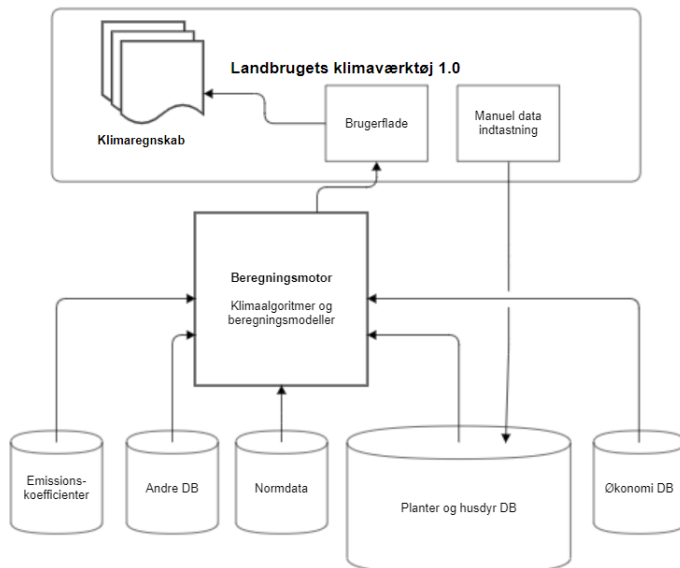 Landbrugets klimaværktøj 1.0
Klimaregnskab
Brugerflade
Manuel data
indtastning
Beregningsmotor
Klimaalgoritmer og
beregningsmodeller
Emissions-
koefficienter
Andre DB
Normdata
Planter og husdyr DB
Økonomi DB